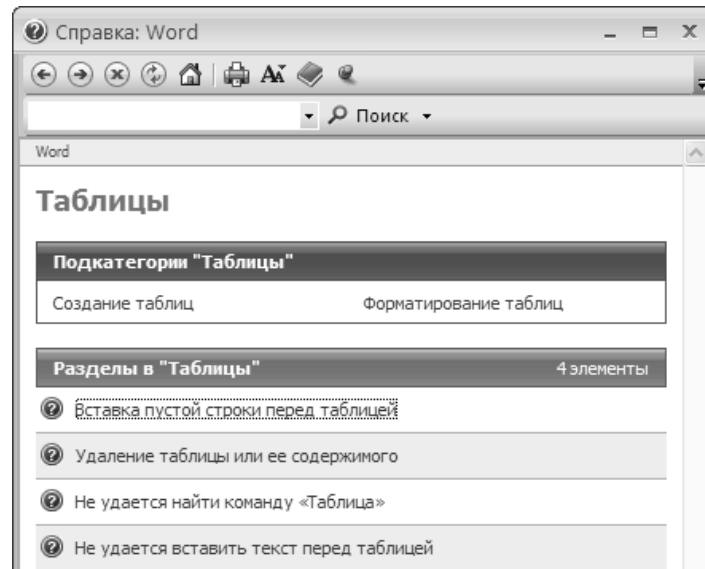 Справка: Word
Поиск
Word
Таблицы
Подкатегории "Таблицы"
Создание таблиц Форматирование таблиц
Разделы в "Таблицы" 4 элементы
Вставка пустой строки перед таблицей
Удаление таблицы или ее содержимого
Не удается найти команду «Таблица»
Не удается вставить текст перед таблицей